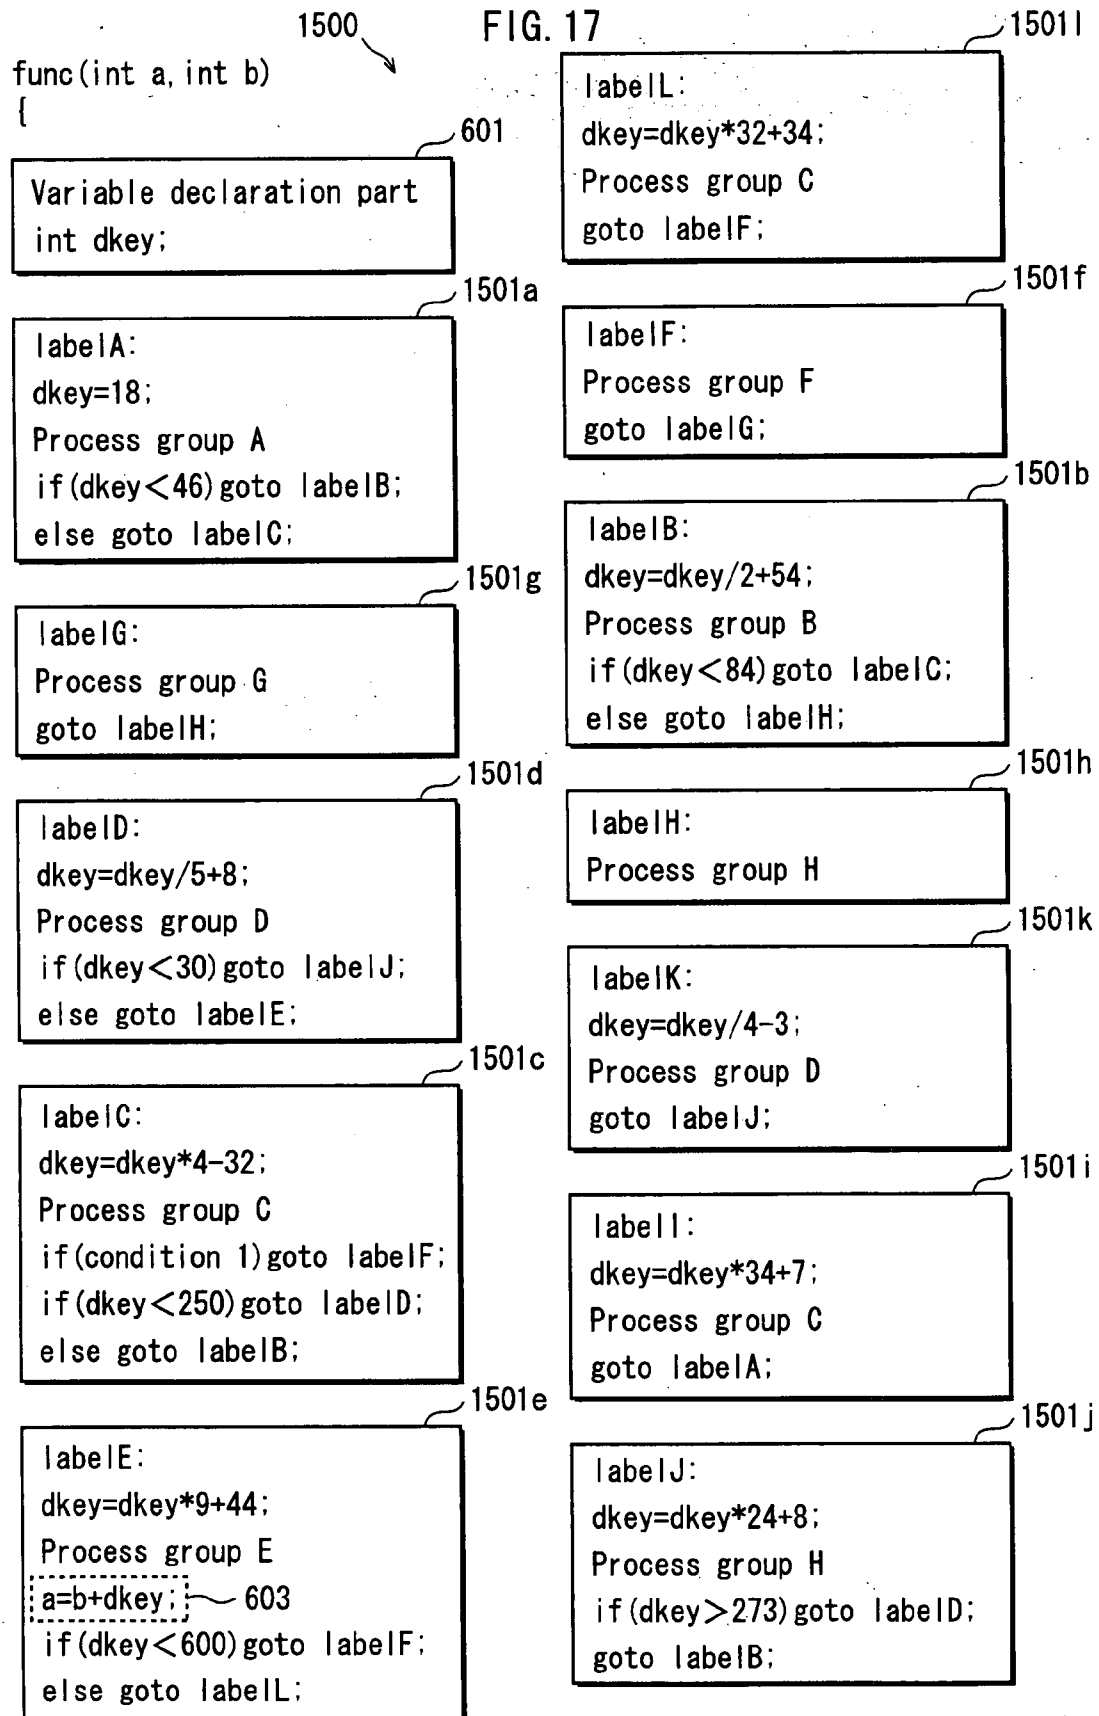 FIG. 17
1500
func(int a, int b)
{
601
Variable declaration part
int dkey;
1501a
labelA:
dkey=18;
Process group A
if(dkey<46)goto labelB;
else goto labelC;
1501g
labelG:
Process group G
goto labelH;
1501d
labelD:
dkey=dkey/5+8;
Process group D
if(dkey<30)goto labelJ;
else goto labelE;
1501c
labelC:
dkey=dkey*4-32;
Process group C
if(condition 1)goto labelF;
if(dkey<250)goto labelD;
else goto labelB;
1501e
labelE:
dkey=dkey*9+44;
Process group E
a=b+dkey; 603
if(dkey<600)goto labelF;
else goto labelL;
1501l
labelL:
dkey=dkey*32+34;
Process group C
goto labelF;
1501f
labelF:
Process group F
goto labelG;
1501b
labelB:
dkey=dkey/2+54;
Process group B
if(dkey<84)goto labelC;
else goto labelH;
1501h
labelH:
Process group H
1501k
labelK:
dkey=dkey/4-3;
Process group D
goto labelJ;
1501i
labelI:
dkey=dkey*34+7;
Process group C
goto labelA;
1501j
labelJ:
dkey=dkey*24+8;
Process group H
if(dkey>273)goto labelD;
goto labelB;